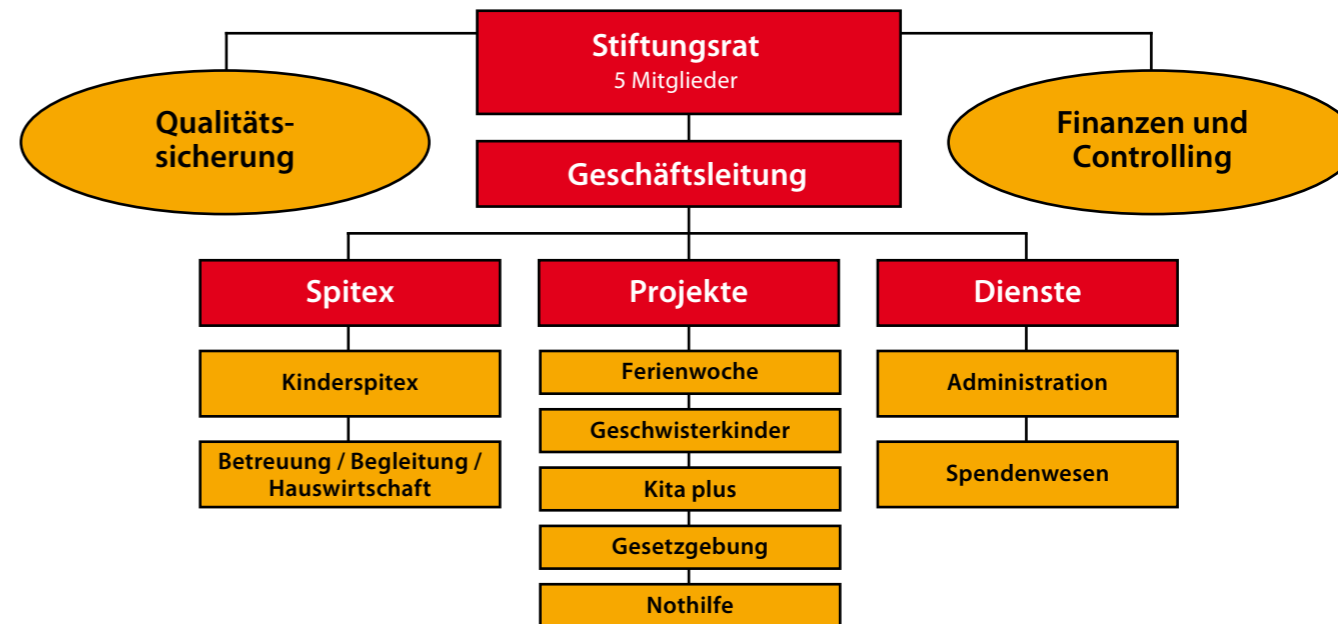 Stiftungsrat
5 Mitglieder
Qualitäts-
sicherung
Finanzen und
Controlling
Geschäftsleitung
Spitex
Projekte
Dienste
Kinderspitex
Betreuung / Begleitung /
Hauswirtschaft
Ferienwoche
Geschwisterkinder
Kita plus
Gesetzgebung
Nothilfe
Administration
Spendenwesen